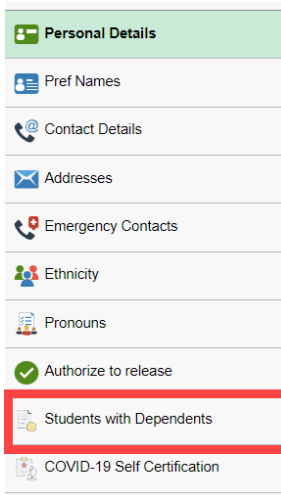 Personal Details
Pref Names
Contact Details
Addresses
Emergency Contacts
Ethnicity
Pronouns
Authorize to release
Students with Dependents
COVID-19 Self Certification